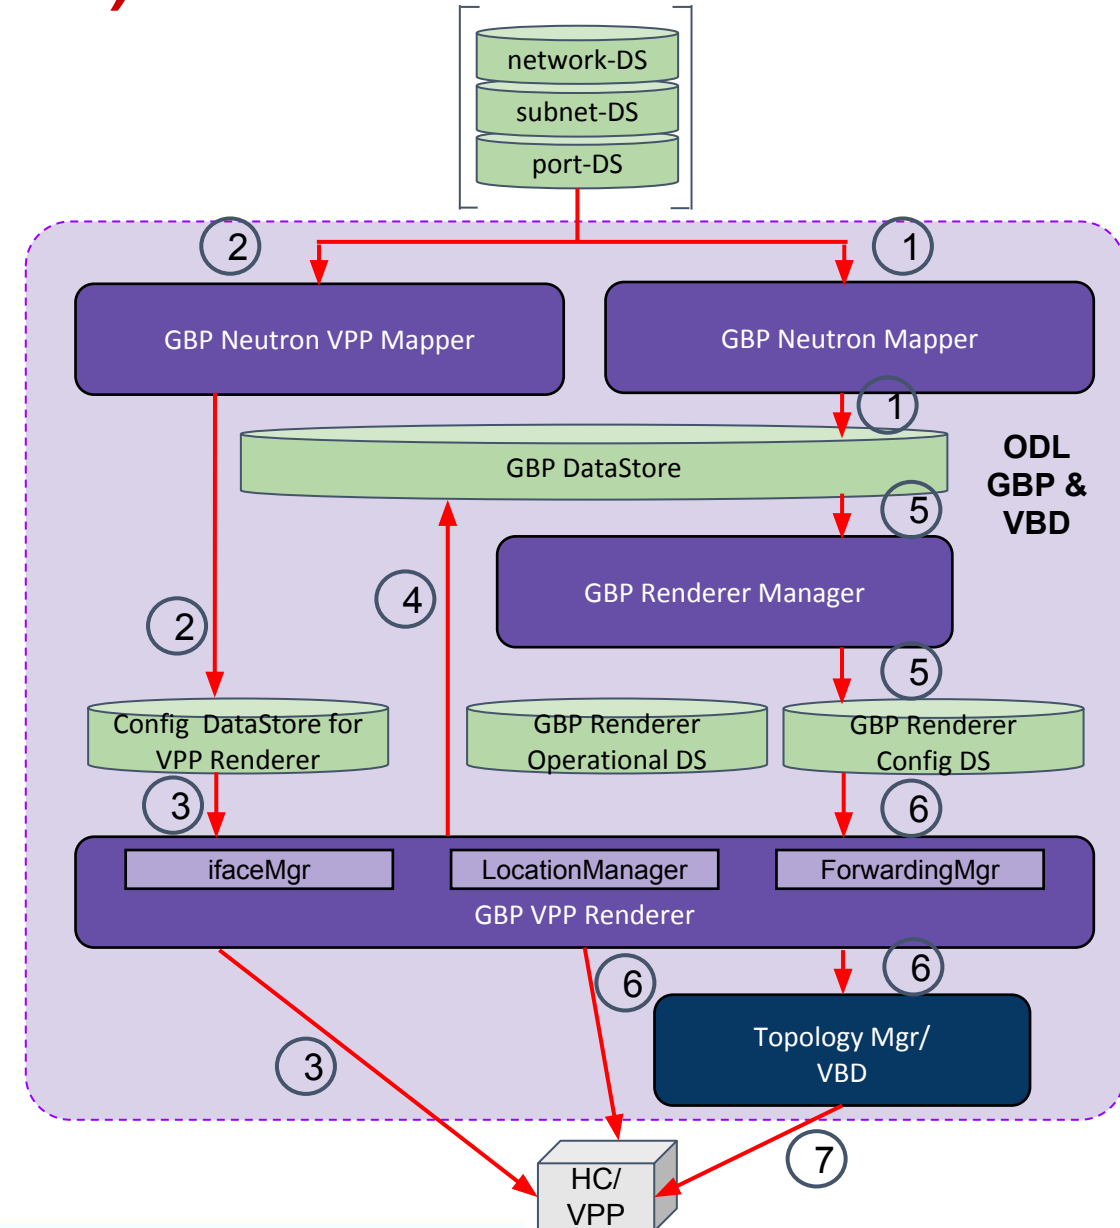 network-DS
subnet-DS
port-DS
2
1
GBP Neutron VPP Mapper
GBP Neutron Mapper
1
GBP DataStore
ODL
GBP &
VBD
5
4
GBP Renderer Manager
2
5
Config DataStore for
VPP Renderer
GBP Renderer
Operational DS
GBP Renderer
Config DS
3
6
ifaceMgr
LocationManager
ForwardingMgr
GBP VPP Renderer
6
6
Topology Mgr/
VBD
3
7
HC/
VPP